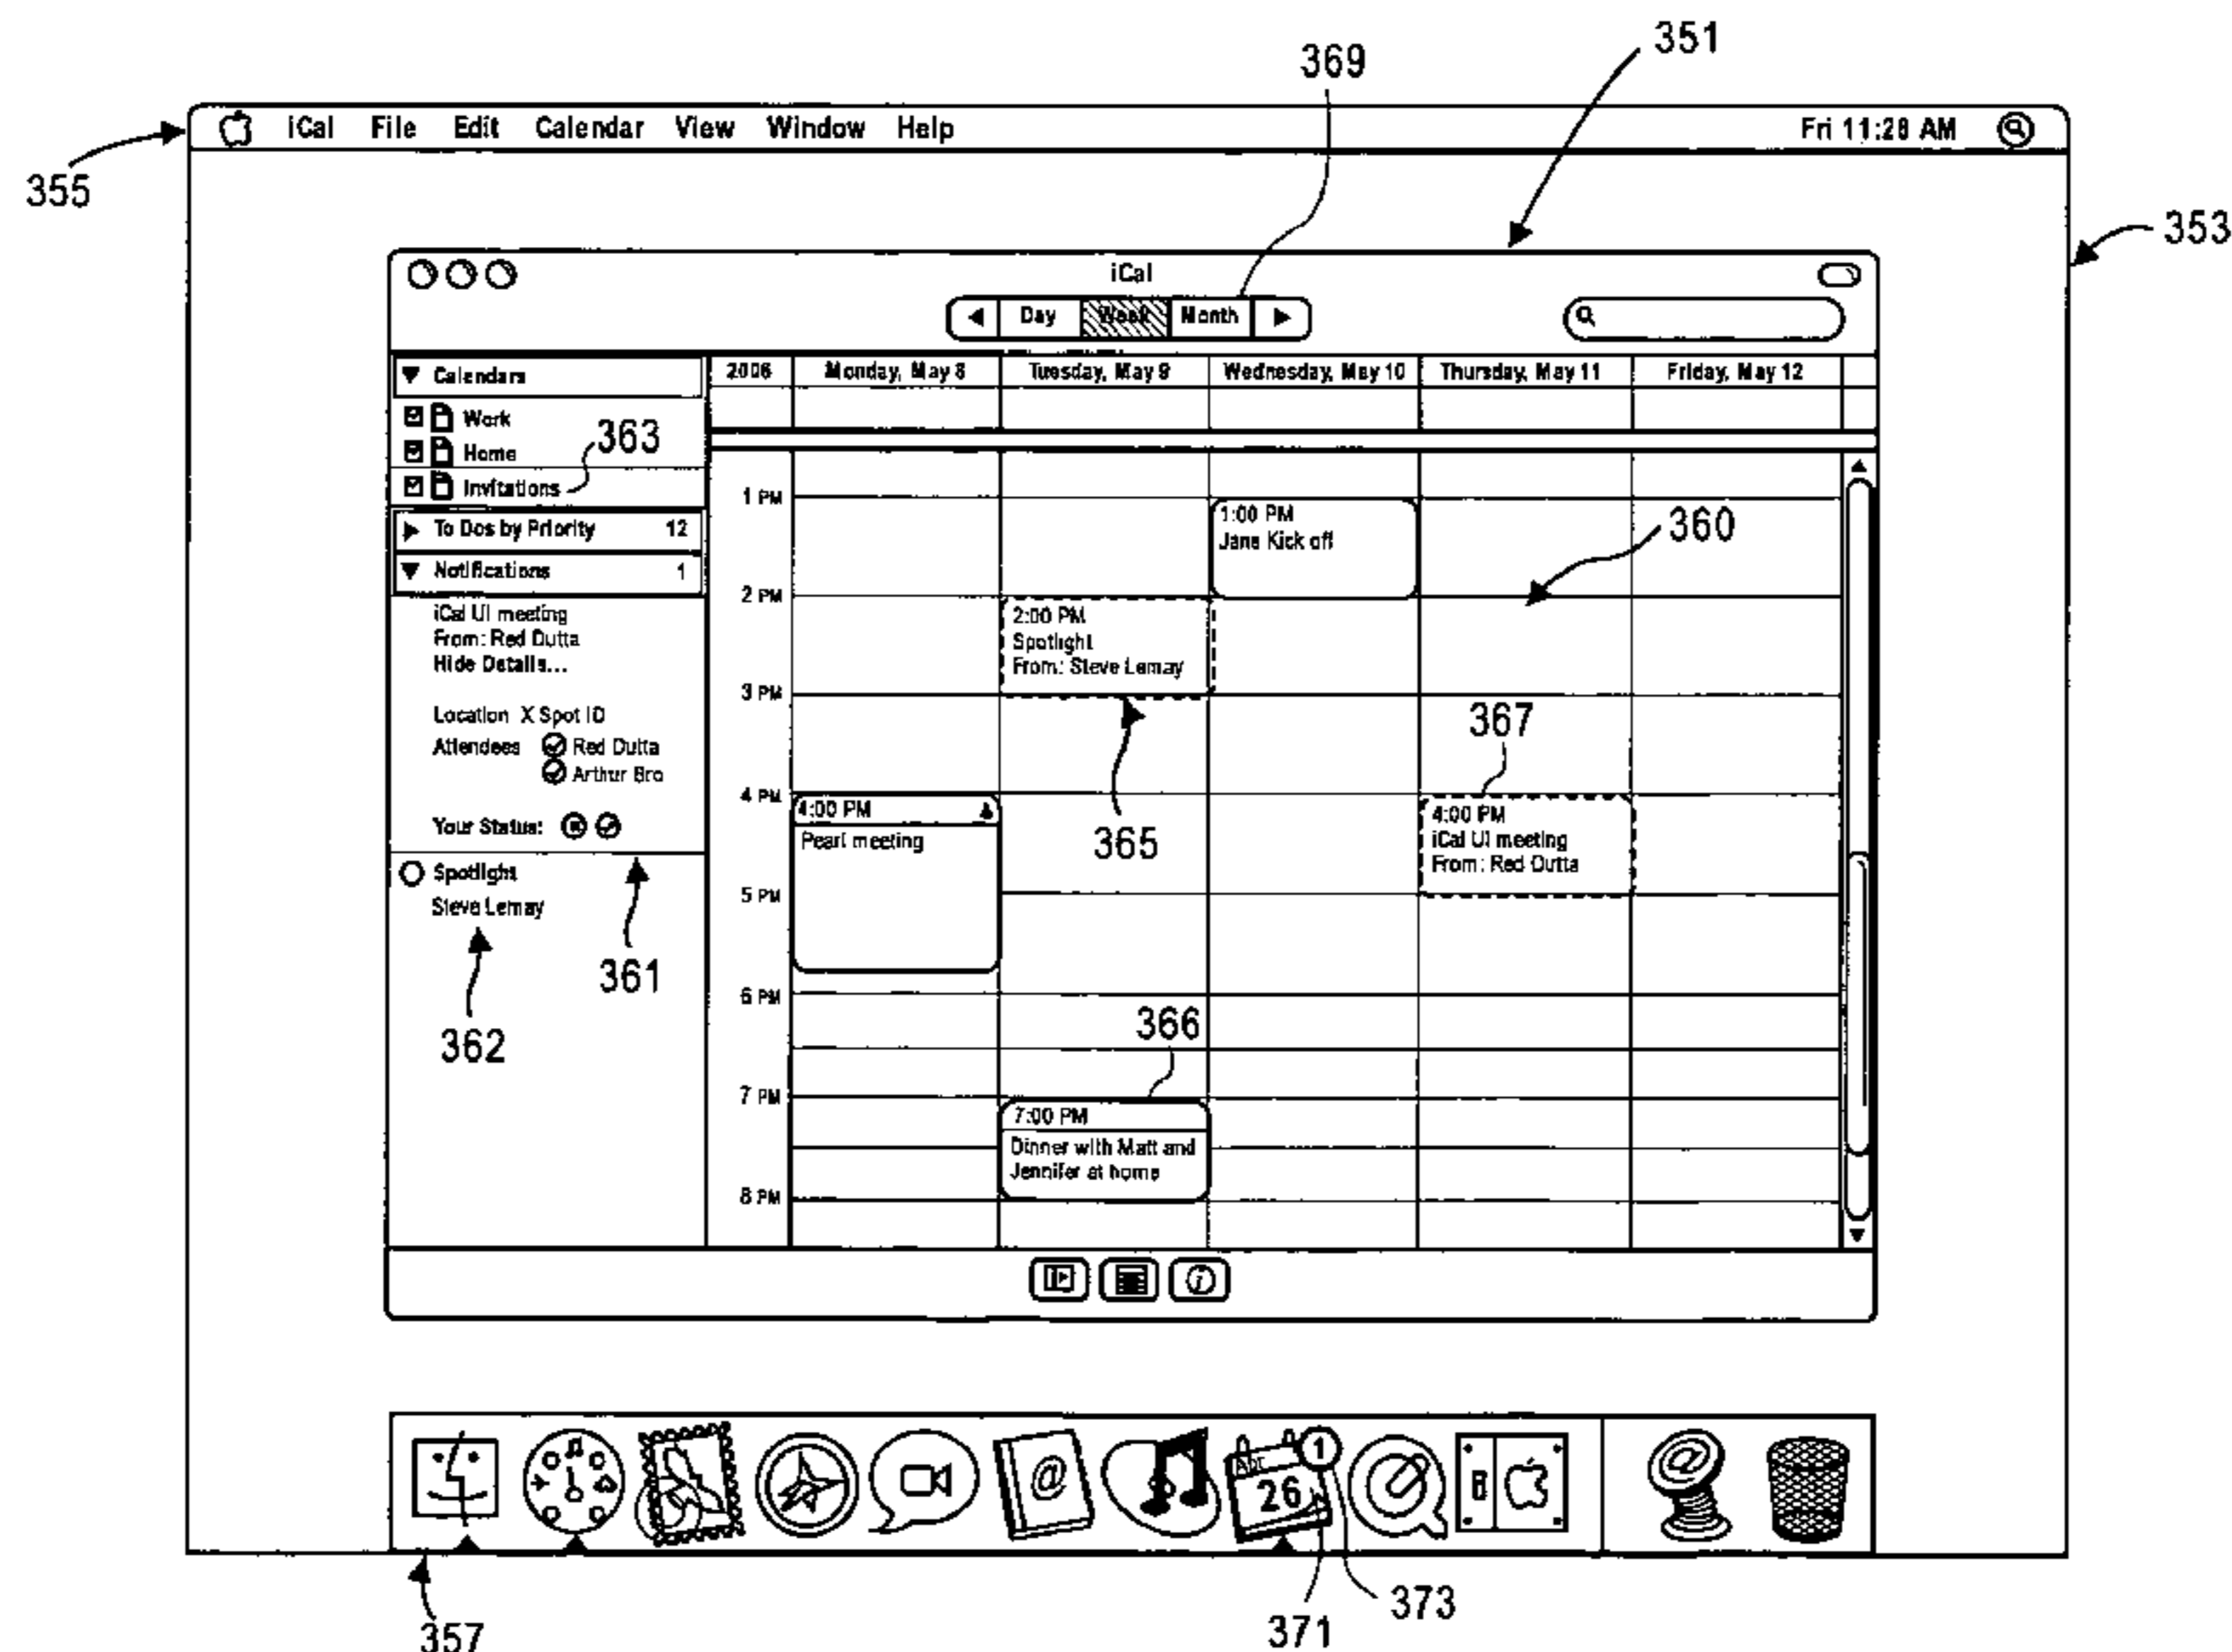 351
369
iCal File Edit Calendar View Window Help Fri 11:28 AM
355
353
iCal
Day Week Month
Calendars
Work
Home
Invitations
363
To Dos by Priority 12
Notifications 1
iCal UI meeting
From: Red Dutta
Hide Details...
Location X Spot ID
Attendees Red Dutta
Arthur Bro
Your Status:
Spotlight
Steve Lemay
361
362
2006 Monday, May 8 Tuesday, May 9 Wednesday, May 10 Thursday, May 11 Friday, May 12
1 PM
2 PM
3 PM
4 PM
5 PM
6 PM
7 PM
8 PM
1:00 PM
Jane Kick off
360
2:00 PM
Spotlight
From: Steve Lemay
365
367
4:00 PM
Pearl meeting
4:00 PM
iCal UI meeting
From: Red Dutta
366
7:00 PM
Dinner with Matt and
Jennifer at home
@
Apr
26
1
6
@
357
371
373